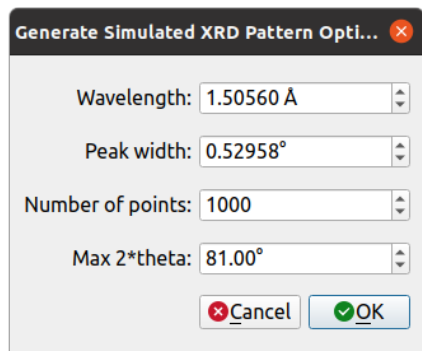 Generate Simulated XRD Pattern Opti...
Wavelength: 1.50560 Å
Peak width: 0.52958°
Number of points: 1000
Max 2*theta: 81.00°
Cancel OK